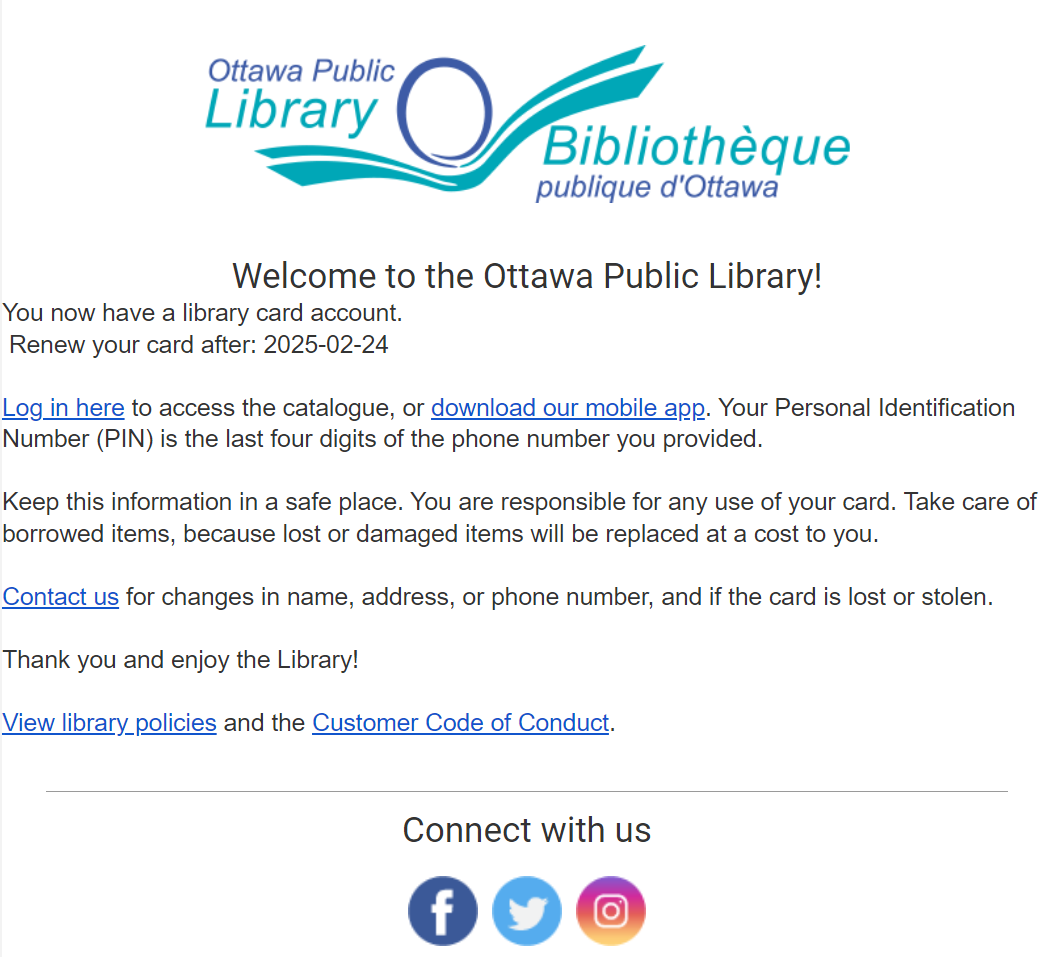 Ottawa Public
Library
Bibliothèque
publique d'Ottawa
Welcome to the Ottawa Public Library!
You now have a library card account.
Renew your card after: 2025-02-24
Log in here to access the catalogue, or download our mobile app. Your Personal Identification
Number (PIN) is the last four digits of the phone number you provided.
Keep this information in a safe place. You are responsible for any use of your card. Take care of
borrowed items, because lost or damaged items will be replaced at a cost to you.
Contact us for changes in name, address, or phone number, and if the card is lost or stolen.
Thank you and enjoy the Library!
View library policies and the Customer Code of Conduct.
Connect with us